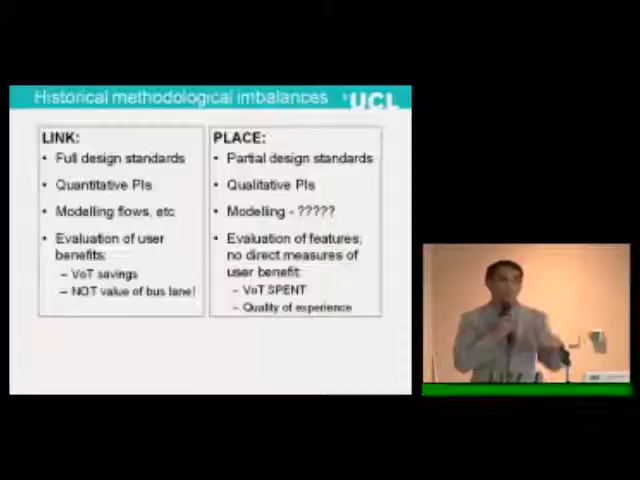 Historical methodological imbalances
UCL
LINK:
• Full design standards
• Quantitative PIs
• Modelling flows, etc
• Evaluation of user
benefits:
– VoT savings
– NOT value of bus lane!
PLACE:
• Partial design standards
• Qualitative PIs
• Modelling - ?????
• Evaluation of features;
no direct measures of
user benefit:
– VoT SPENT
– Quality of experience